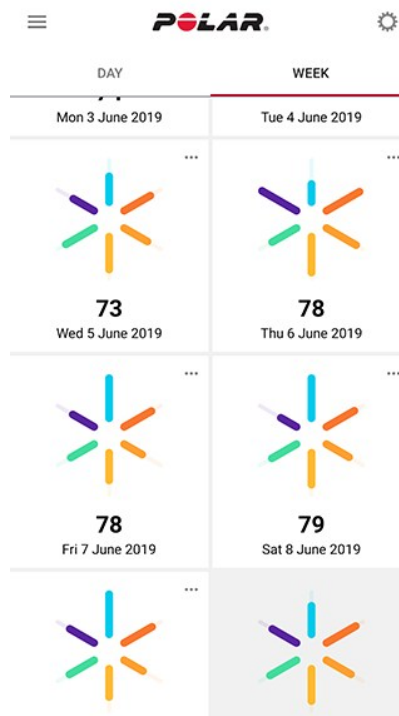 POLAR
DAY WEEK
Mon 3 June 2019 Tue 4 June 2019
73 78
Wed 5 June 2019 Thu 6 June 2019
78 79
Fri 7 June 2019 Sat 8 June 2019